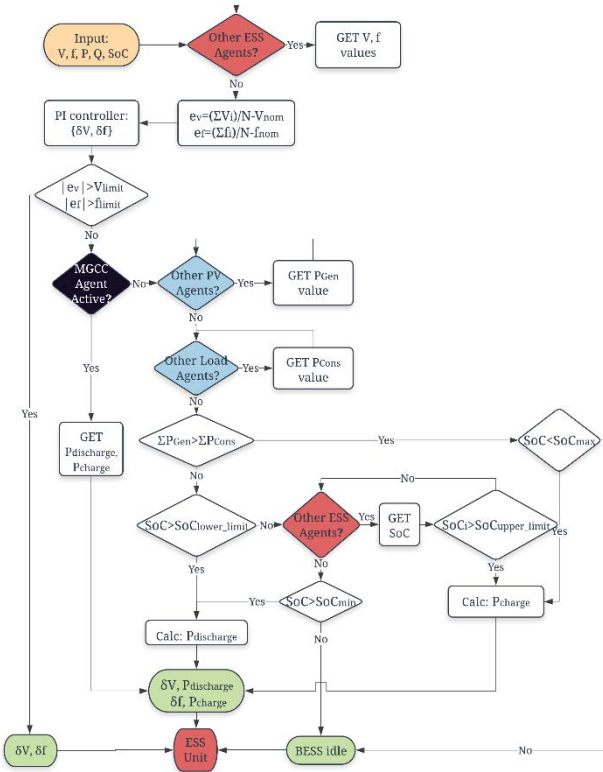 Input:
V, f, P, Q, SoC
Other ESS
Agents?
Yes
GET V, f
values
No
PI controller:
{δV, δf}
eᵥ=(ΣVᵢ)/N-Vnom
e_f=(Σfᵢ)/N-fnom
|eᵥ|>Vlimit
|e_f|>flimit
No
MGCC
Agent
Active?
No
Other PV
Agents?
Yes
GET PGen
value
No
Other Load
Agents?
Yes
GET PCons
value
No
Yes
Yes
GET
Pdischarge,
Pcharge
ΣPGen>ΣPCons
Yes
SoC<SoCmax
No
No
SoC>SoClower_limit
No
Other ESS
Agents?
Yes
GET
SoC
SoCᵢ>SoCupper_limit
Yes
Yes
No
Yes
Calc: Pcharge
Yes
SoC>SoCmin
Calc: Pdischarge
No
δV, Pdischarge
δf, Pcharge
δV, δf
ESS
Unit
BESS idle
No